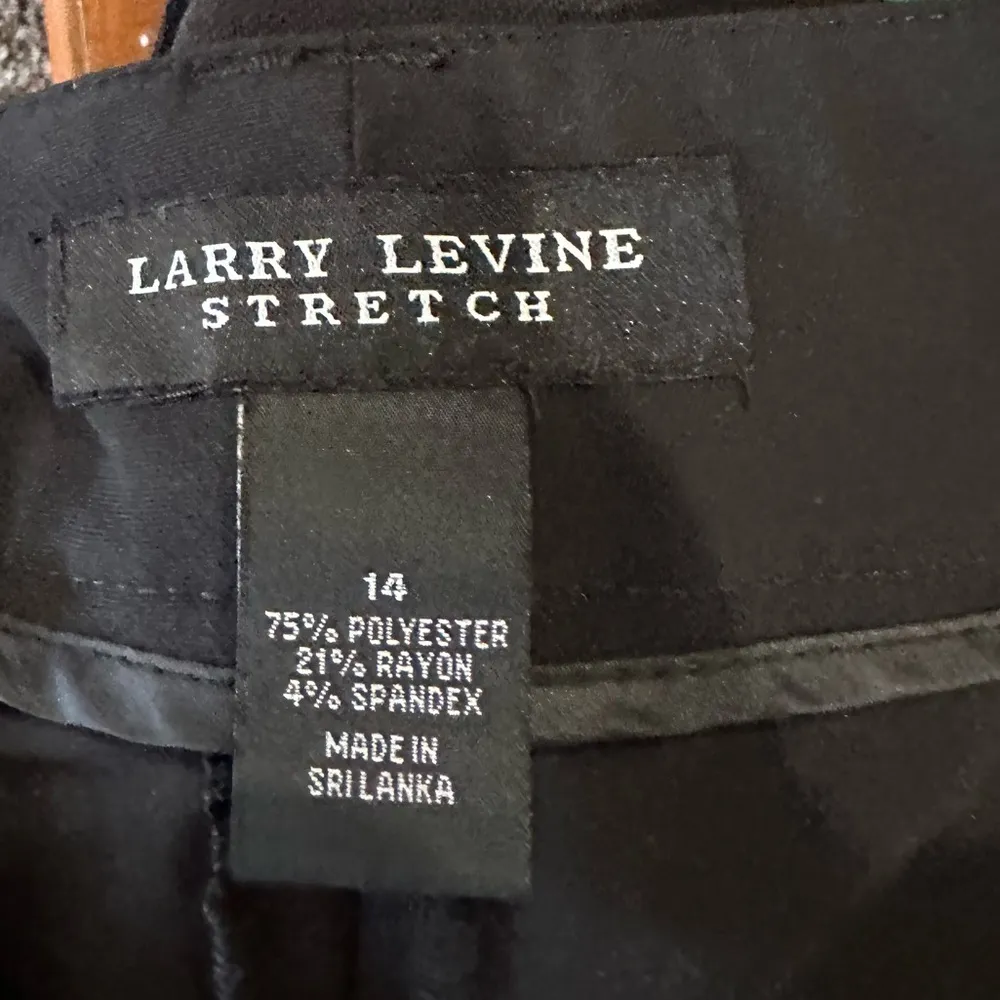 LARRY LEVINE
STRETCH
14
75% POLYESTER
21% RAYON
4% SPANDEX
MADE IN
SRI LANKA